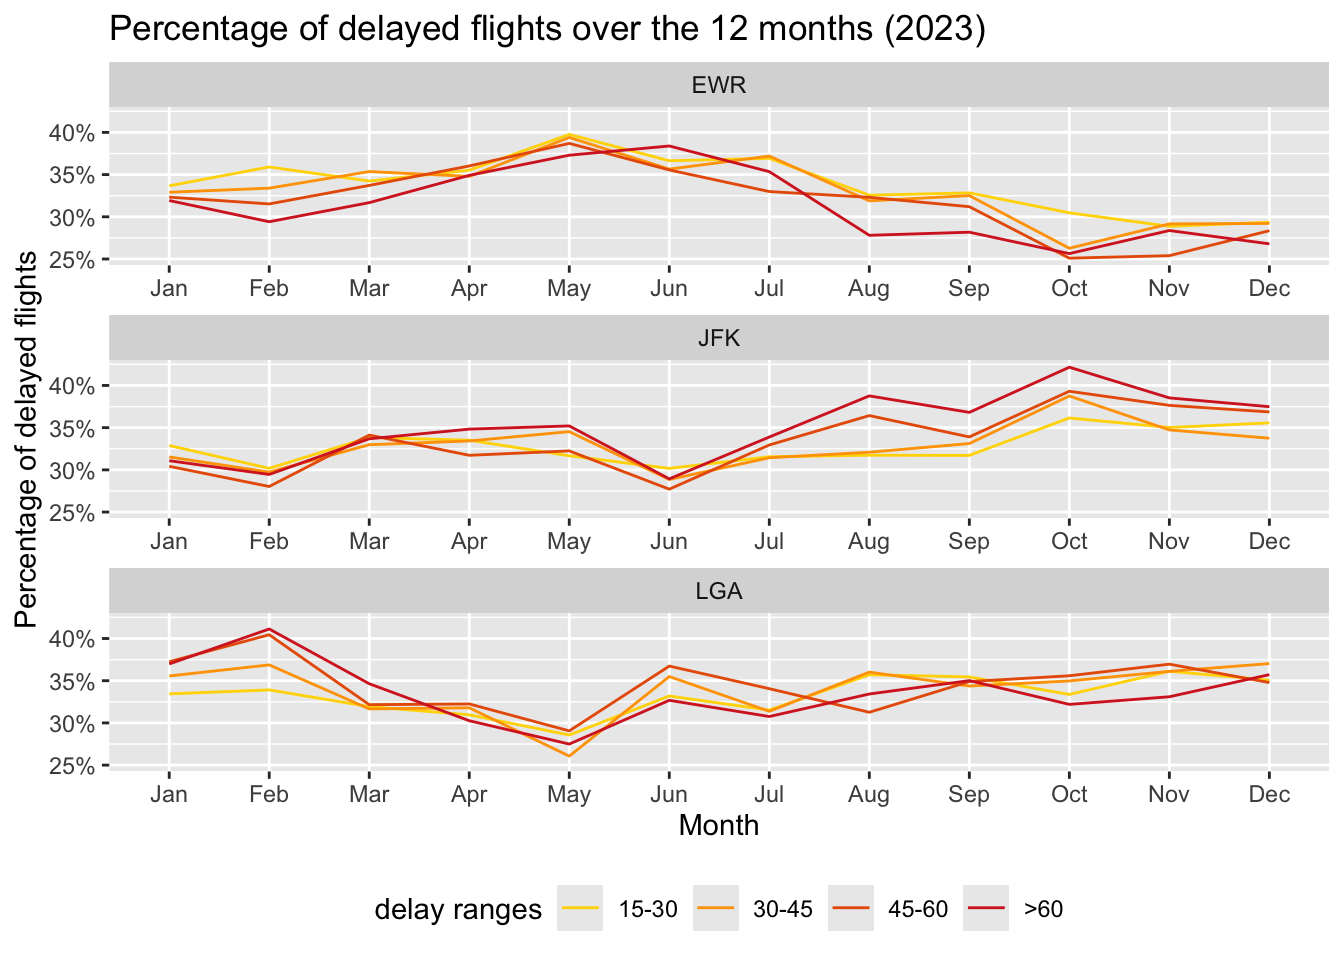 Percentage of delayed flights over the 12 months (2023)
EWR
40%
35%
30%
25%
Jan Feb Mar Apr May Jun Jul Aug Sep Oct Nov Dec
Percentage of delayed flights
JFK
40%
35%
30%
25%
Jan Feb Mar Apr May Jun Jul Aug Sep Oct Nov Dec
LGA
40%
35%
30%
25%
Jan Feb Mar Apr May Jun Jul Aug Sep Oct Nov Dec
Month
delay ranges 15-30 30-45 45-60 >60